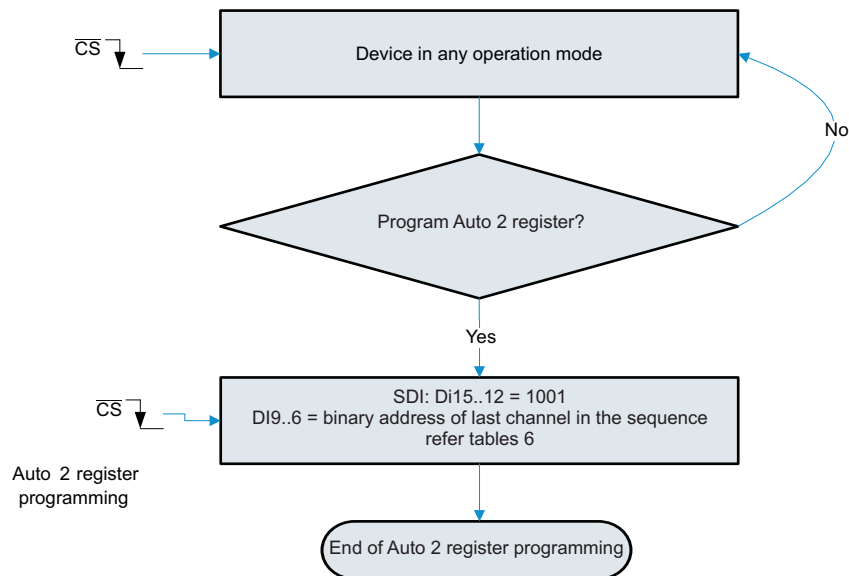 CS
Device in any operation mode
No
Program Auto 2 register?
Yes
CS
SDI: Di15..12 = 1001
DI9..6 = binary address of last channel in the sequence
refer tables 6
Auto 2 register
programming
End of Auto 2 register programming